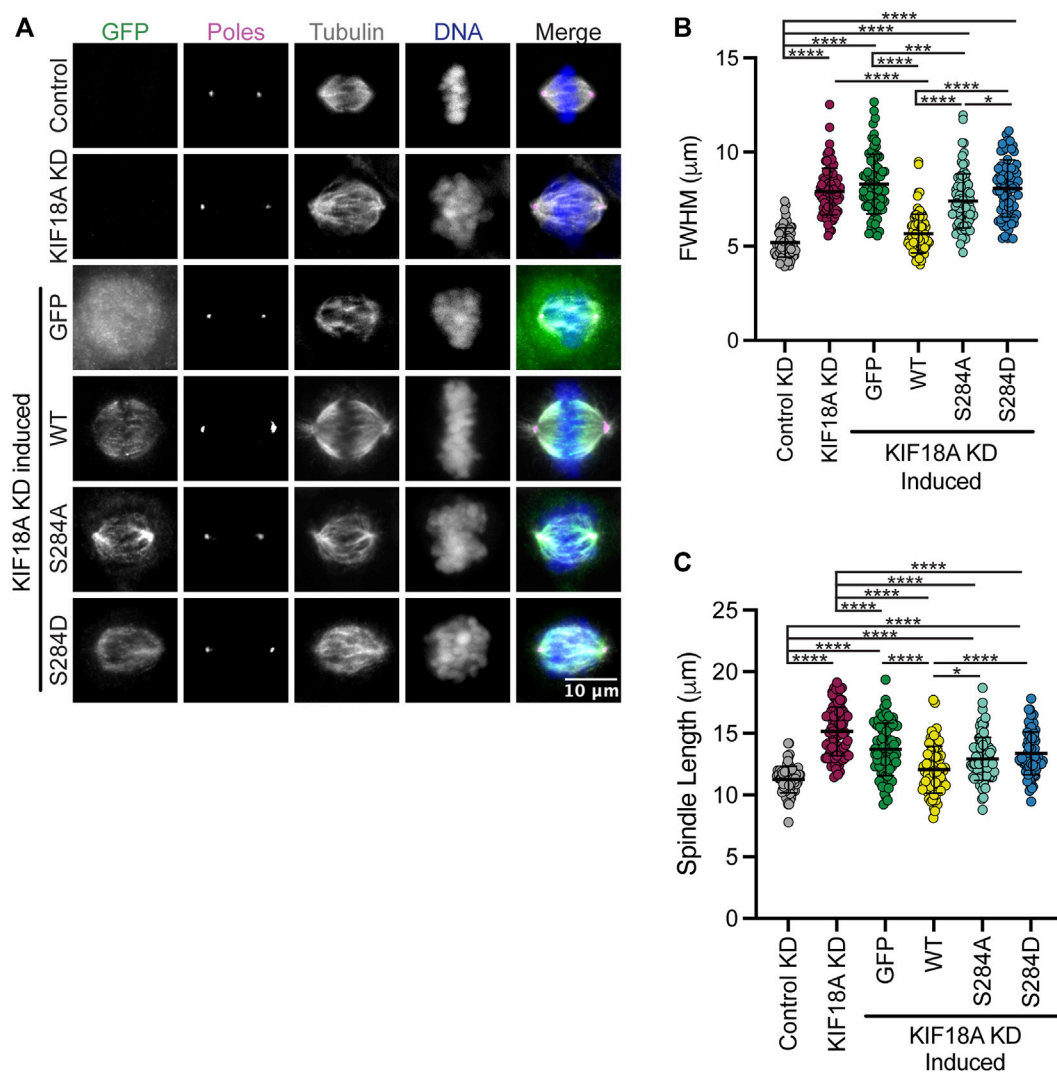 A
GFP Poles Tubulin DNA Merge
Control
KIF18A KD
KIF18A KD induced
GFP
WT
S284A
S284D
10 µm
B
****
****
****
***
****
****
****
****
****
*
FWHM (µm)
15
10
5
0
Control KD
KIF18A KD
GFP
WT
S284A
S284D
KIF18A KD
Induced
C
****
****
****
****
****
****
****
****
****
****
*
Spindle Length (µm)
25
20
15
10
5
0
Control KD
KIF18A KD
GFP
WT
S284A
S284D
KIF18A KD
Induced